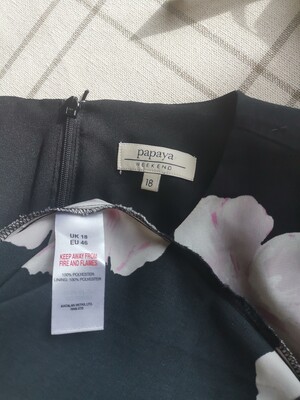 papaya
WEEKEND
18
UK 18
EU 46
KEEP AWAY FROM
FIRE AND FLAMES
100% POLYESTER
LINING: 100% POLYESTER